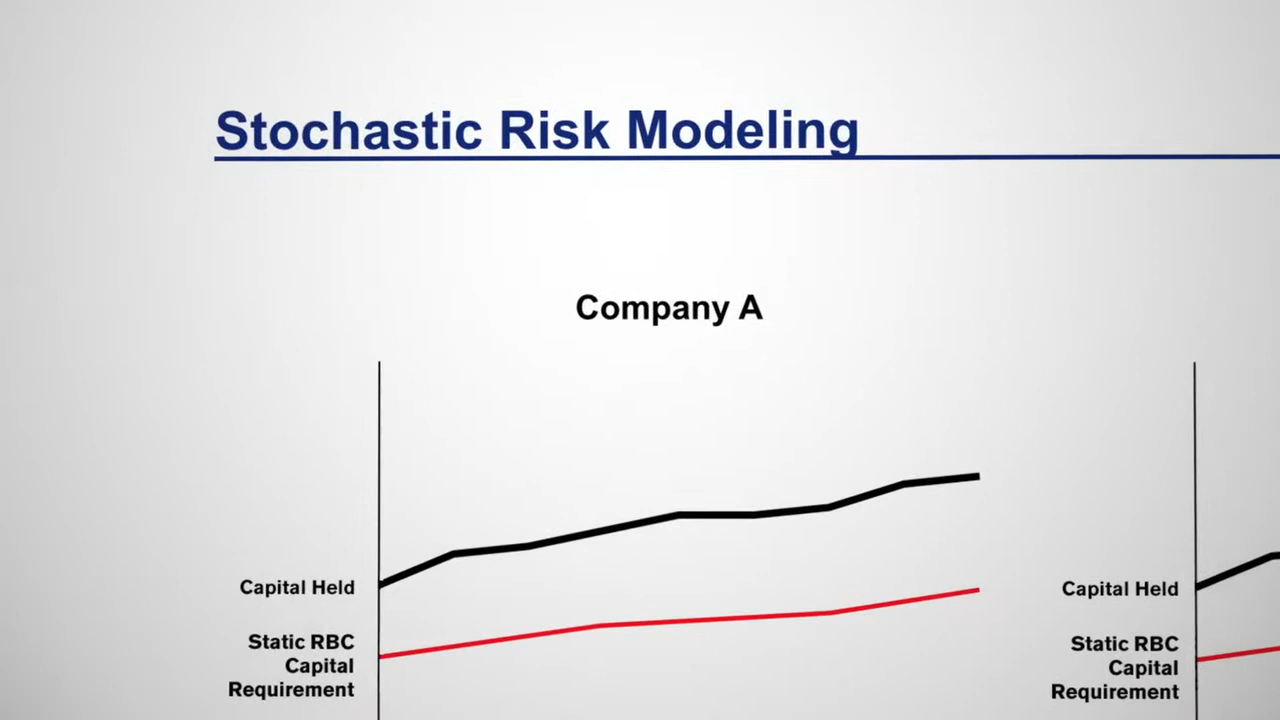 Stochastic Risk Modeling
Company A
Capital Held
Static RBC
Capital
Requirement
Capital Held
Static RBC
Capital
Requirement